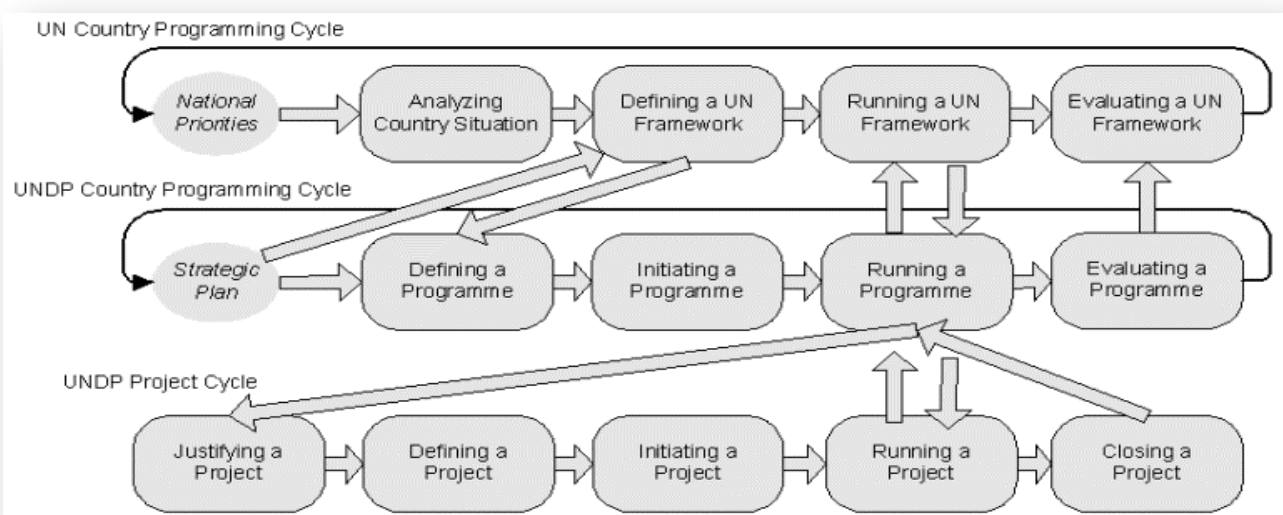 UN Country Programming Cycle
National
Priorities
Analyzing
Country Situation
Defining a UN
Framework
Running a UN
Framework
Evaluating a UN
Framework
UNDP Country Programming Cycle
Strategic
Plan
Defining a
Programme
Initiating a
Programme
Running a
Programme
Evaluating a
Programme
UNDP Project Cycle
Justifying a
Project
Defining a
Project
Initiating a
Project
Running a
Project
Closing a
Project